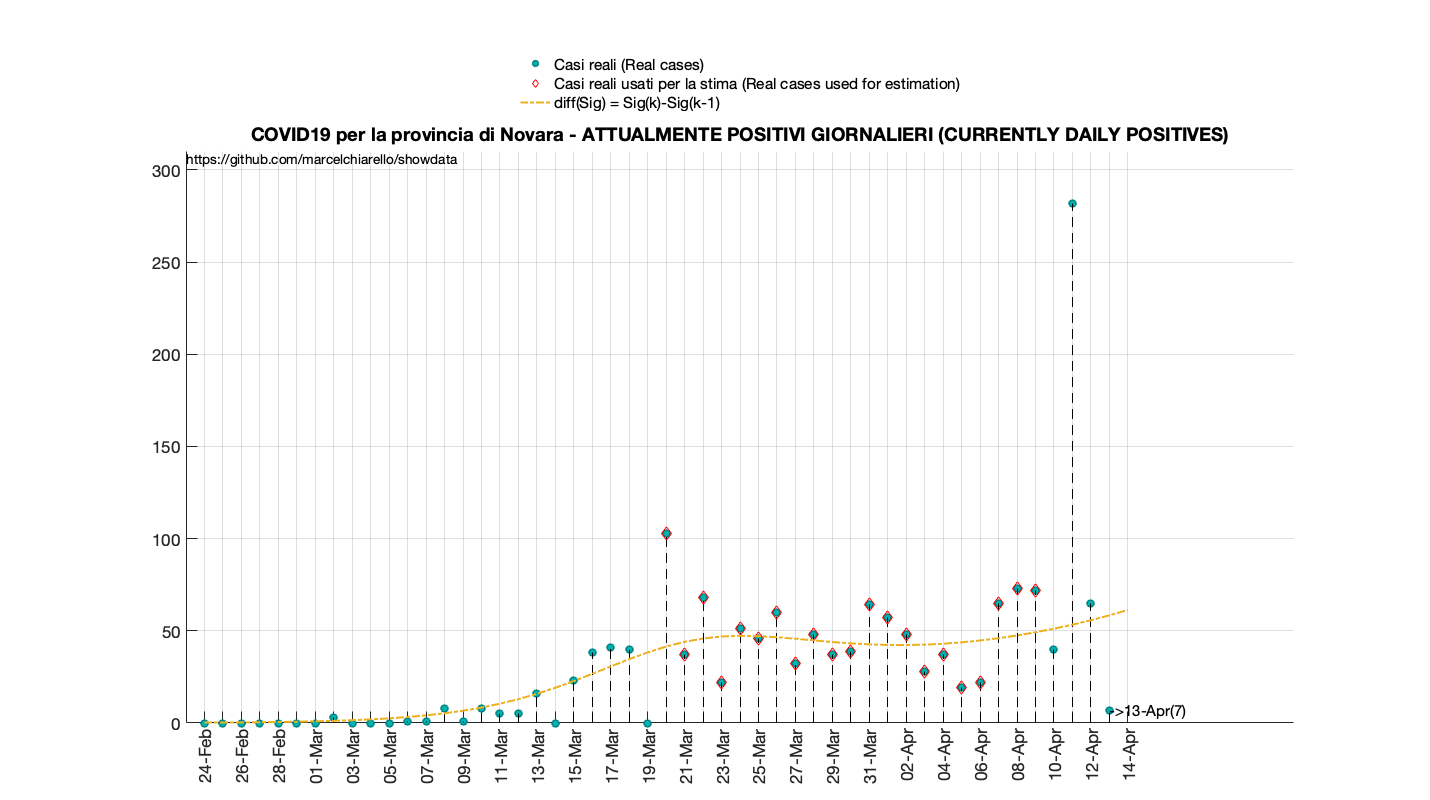 Casi reali (Real cases)
Casi reali usati per la stima (Real cases used for estimation)
diff(Sig) = Sig(k)-Sig(k-1)
COVID19 per la provincia di Novara - ATTUALMENTE POSITIVI GIORNALIERI (CURRENTLY DAILY POSITIVES)
https://github.com/marcelchiarello/showdata
300
250
200
150
100
50
0
->13-Apr(7)
24-Feb
26-Feb
28-Feb
01-Mar
03-Mar
05-Mar
07-Mar
09-Mar
11-Mar
13-Mar
15-Mar
17-Mar
19-Mar
21-Mar
23-Mar
25-Mar
27-Mar
29-Mar
31-Mar
02-Apr
04-Apr
06-Apr
08-Apr
10-Apr
12-Apr
14-Apr